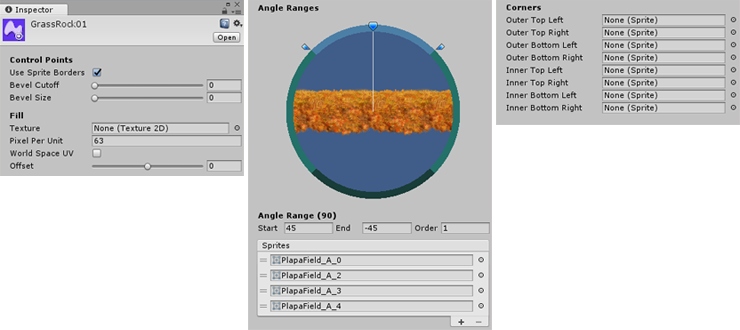 Inspector
GrassRock01
Open
Control Points
Use Sprite Borders
Bevel Cutoff 0
Bevel Size 0
Fill
Texture None (Texture 2D)
Pixel Per Unit 63
World Space UV
Offset 0
Angle Ranges
Angle Range (90)
Start 45 End -45 Order 1
Sprites
PlapaField_A_0
PlapaField_A_2
PlapaField_A_3
PlapaField_A_4
Corners
Outer Top Left None (Sprite)
Outer Top Right None (Sprite)
Outer Bottom Left None (Sprite)
Outer Bottom Right None (Sprite)
Inner Top Left None (Sprite)
Inner Top Right None (Sprite)
Inner Bottom Left None (Sprite)
Inner Bottom Right None (Sprite)